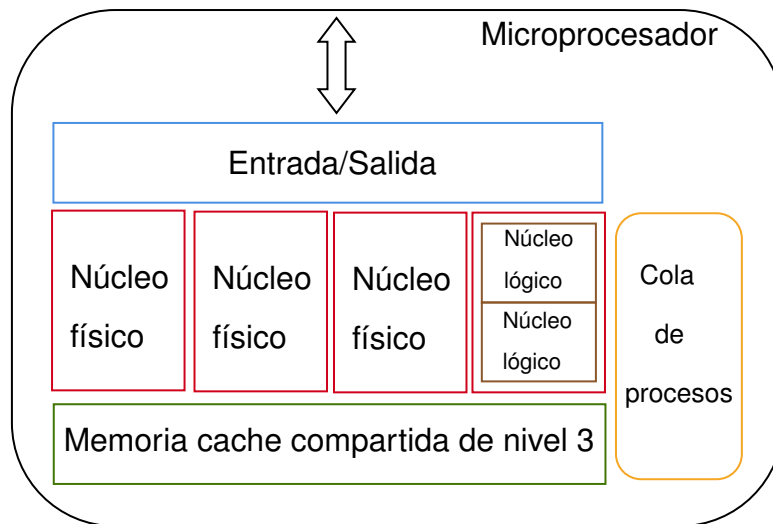 Microprocesador
Entrada/Salida
Núcleo
físico
Núcleo
físico
Núcleo
físico
Núcleo
lógico
Núcleo
lógico
Cola
de
procesos
Memoria cache compartida de nivel 3